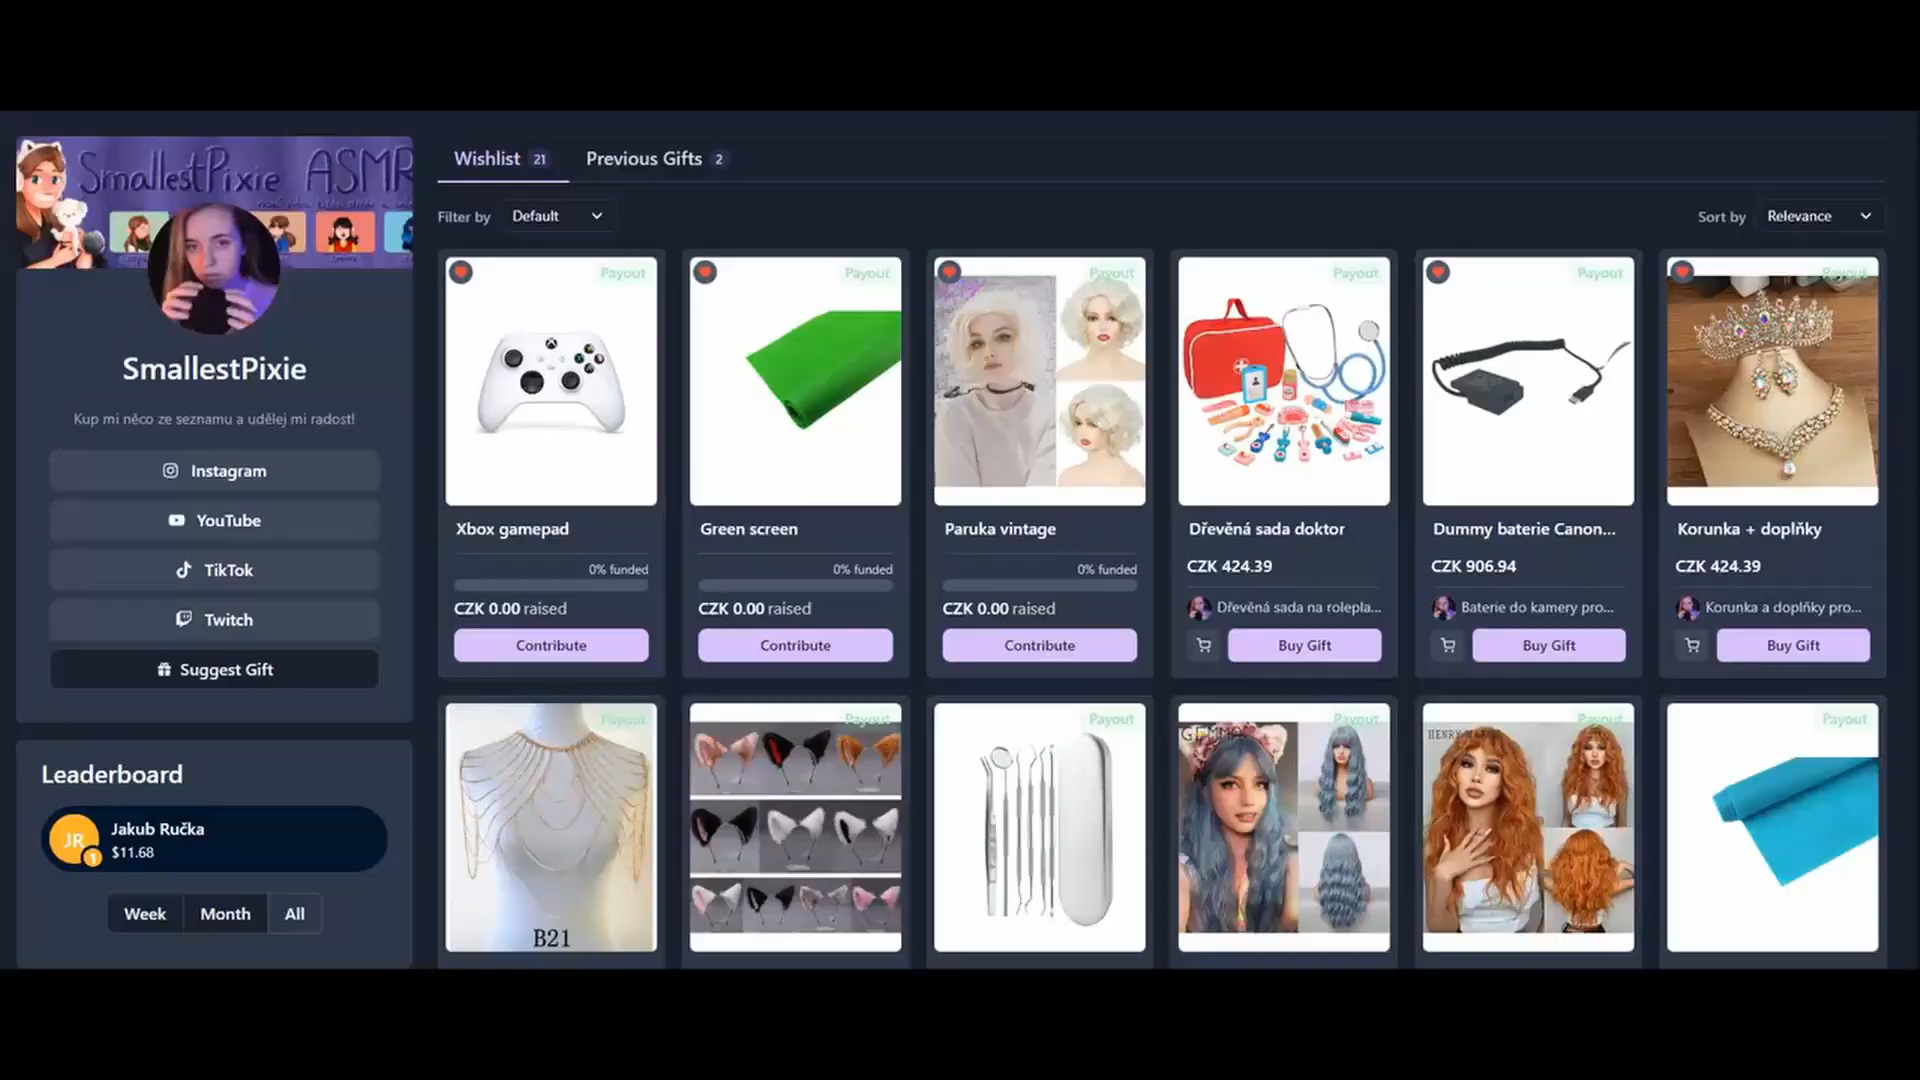 SmallestPixie ASMR
SmallestPixie
Kup mi něco ze seznamu a udělej mi radost!
Instagram
YouTube
TikTok
Twitch
Suggest Gift
Leaderboard
JR
1
Jakub Ručka
$11.68
Week
Month
All
Wishlist 21
Previous Gifts 2
Filter by
Default
Sort by
Relevance
Payout
Xbox gamepad
0% funded
CZK 0.00 raised
Contribute
Payout
Green screen
0% funded
CZK 0.00 raised
Contribute
Payout
Paruka vintage
0% funded
CZK 0.00 raised
Contribute
Payout
Dřevěná sada doktor
CZK 424.39
Dřevěná sada na rolepla...
Buy Gift
Payout
Dummy baterie Canon...
CZK 906.94
Baterie do kamery pro...
Buy Gift
Payout
Korunka + doplňky
CZK 424.39
Korunka a doplňky pro...
Buy Gift
Payout
B21
Payout
Payout
Payout
Payout
Payout